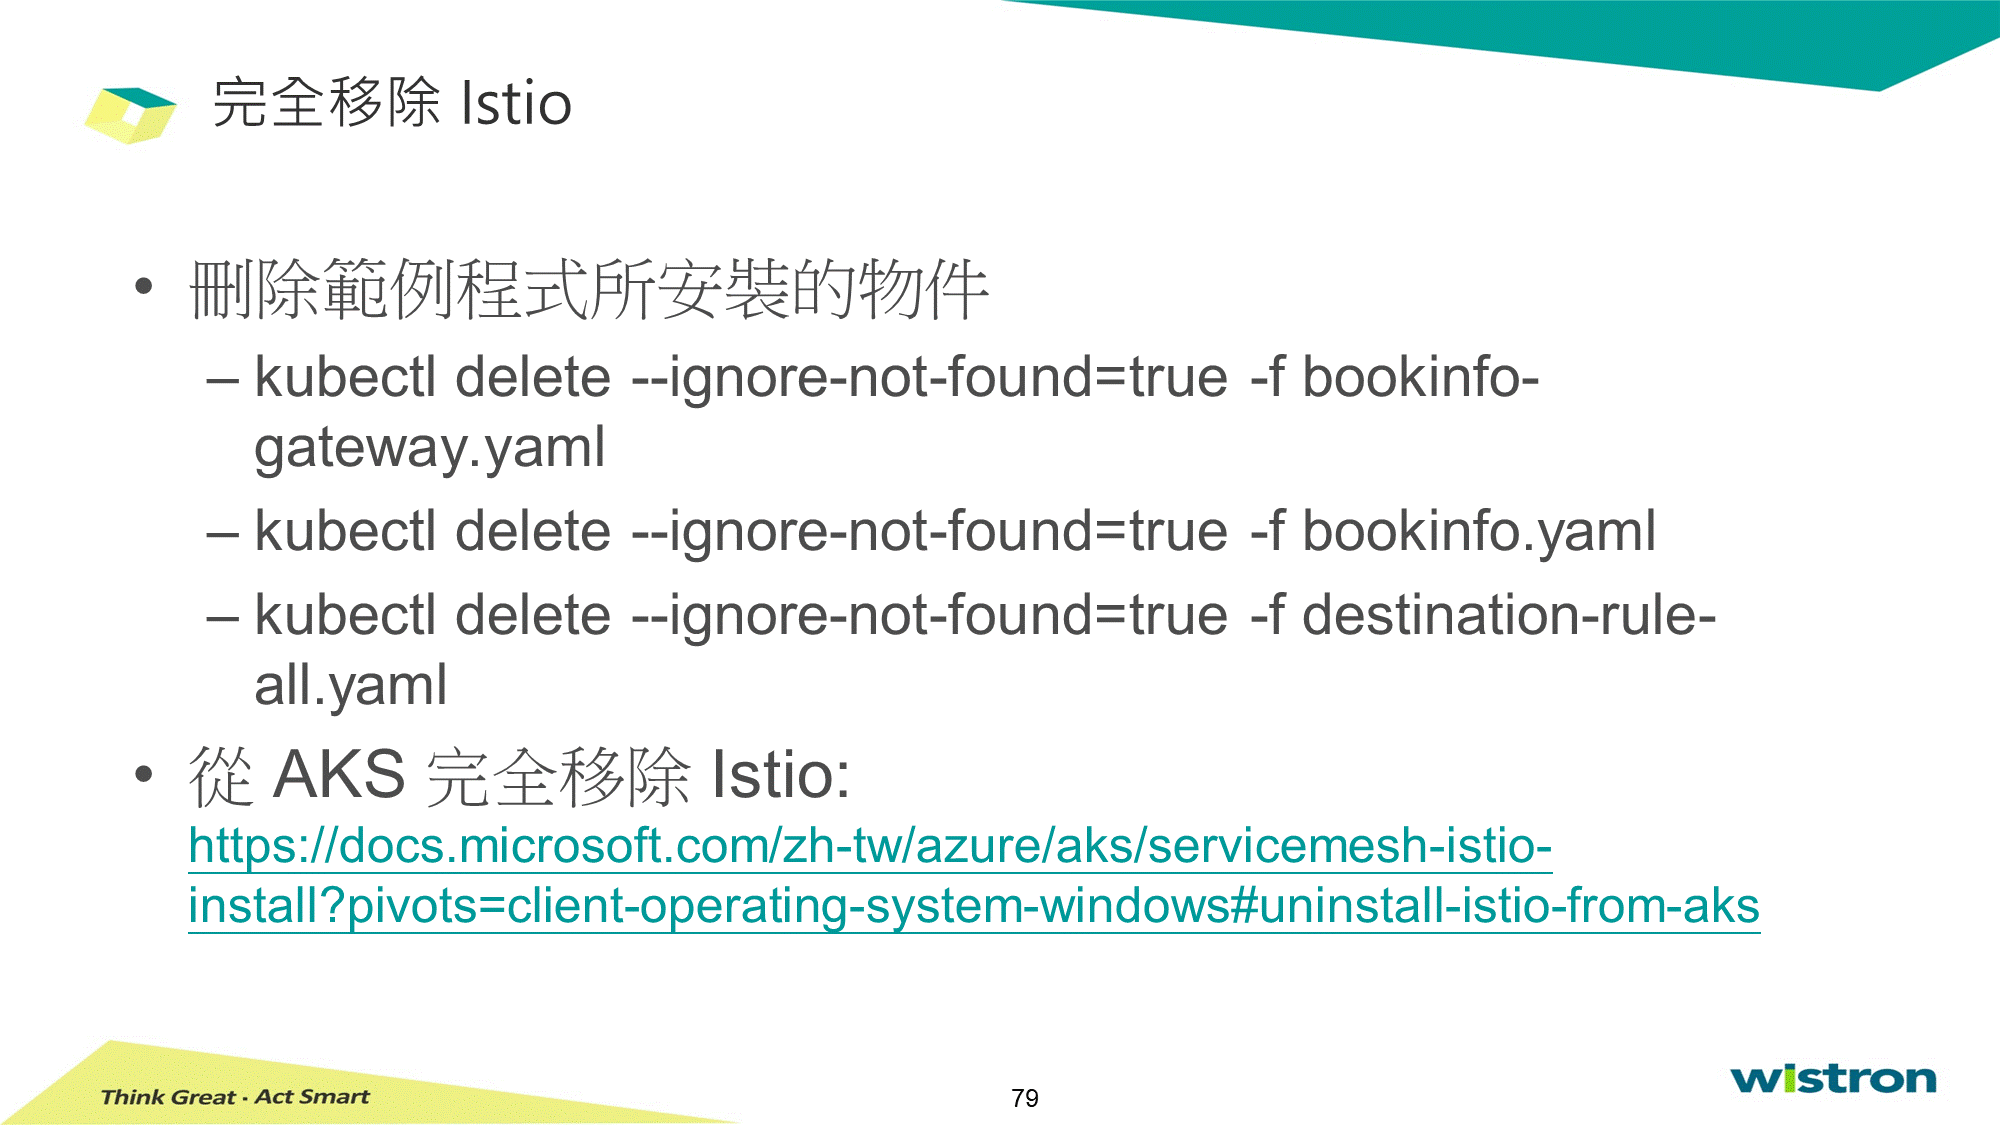 完全移除 Istio
• 刪除範例程式所安裝的物件
– kubectl delete --ignore-not-found=true -f bookinfo-
gateway.yaml
– kubectl delete --ignore-not-found=true -f bookinfo.yaml
– kubectl delete --ignore-not-found=true -f destination-rule-
all.yaml
• 從 AKS 完全移除 Istio:
https://docs.microsoft.com/zh-tw/azure/aks/servicemesh-istio-
install?pivots=client-operating-system-windows#uninstall-istio-from-aks
Think Great · Act Smart
79
wistron